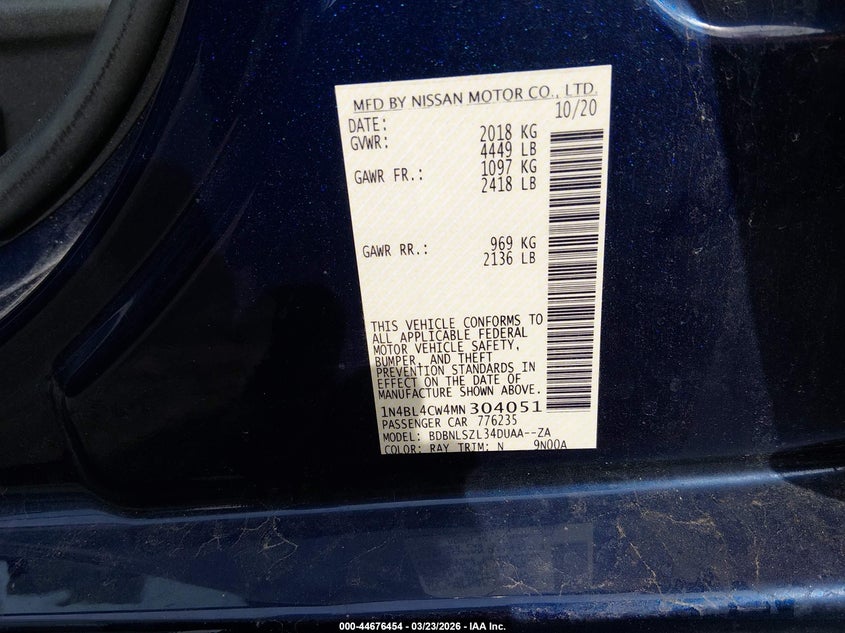 MFD BY NISSAN MOTOR CO., LTD.
DATE: 10/20
GVWR: 2018 KG
4449 LB
GAWR FR.: 1097 KG
2418 LB
GAWR RR.: 969 KG
2136 LB
THIS VEHICLE CONFORMS TO
ALL APPLICABLE FEDERAL
MOTOR VEHICLE SAFETY,
BUMPER, AND THEFT
PREVENTION STANDARDS IN
EFFECT ON THE DATE OF
MANUFACTURE SHOWN ABOVE.
1N4BL4CW4MN304051
PASSENGER CAR 776235
MODEL: BDBNLSZL34DUAA--ZA
COLOR: RAY TRIM: N 9N00A
000-44676454 - 03/23/2026 - IAA Inc.